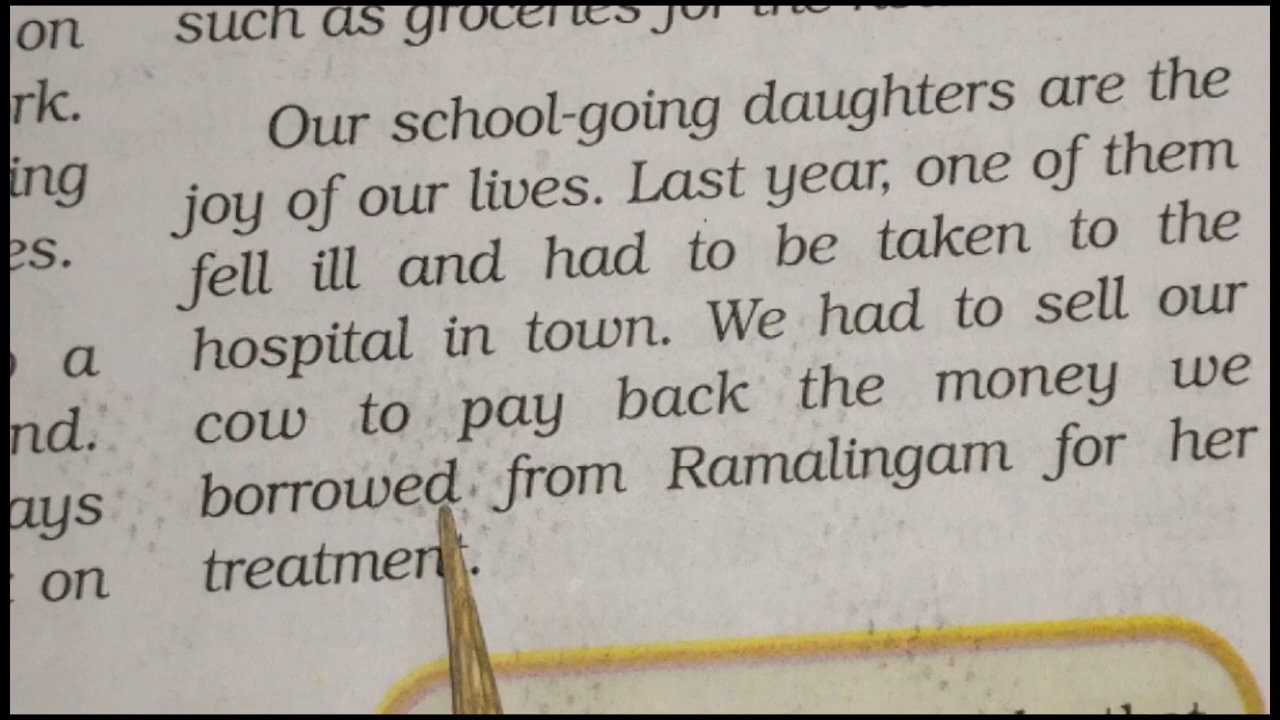 on
rk.
ing
es.
a
nd.
ays
on
such as groceries for the
Our school-going daughters are the
joy of our lives. Last year, one of them
fell ill and had to be taken to the
hospital in town. We had to sell our
cow to pay back the money we
borrowed from Ramalingam for her
treatment.